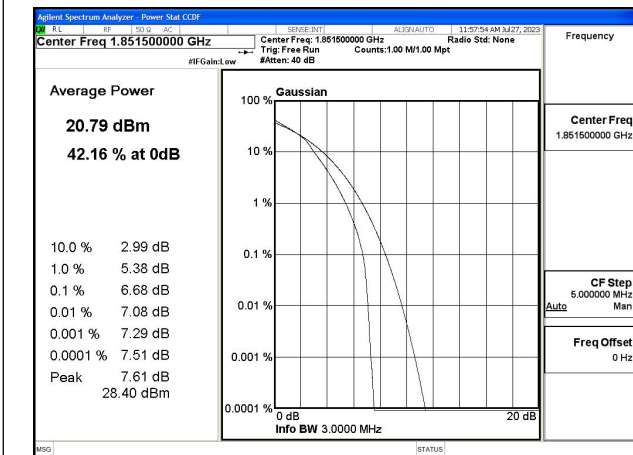 Agilent Spectrum Analyzer - Power Stat CCDF
RL RF 50 Ω AC SENSE:INT ALIGN AUTO 11:57:54 AM Jul 27, 2023
Center Freq 1.851500000 GHz
Center Freq: 1.851500000 GHz Radio Std: None
Trig: Free Run Counts:1.00 M/1.00 Mpt
#IFGain:Low #Atten: 40 dB
Frequency
Average Power
20.79 dBm
42.16 % at 0dB
10.0 % 2.99 dB
1.0 % 5.38 dB
0.1 % 6.68 dB
0.01 % 7.08 dB
0.001 % 7.29 dB
0.0001 % 7.51 dB
Peak 7.61 dB
28.40 dBm
Gaussian
100 %
10 %
1 %
0.1 %
0.01 %
0.001 %
0.0001 %
0 dB 20 dB
Info BW 3.0000 MHz
Center Freq
1.851500000 GHz
CF Step
5.000000 MHz
Auto Man
Freq Offset
0 Hz
MSG STATUS